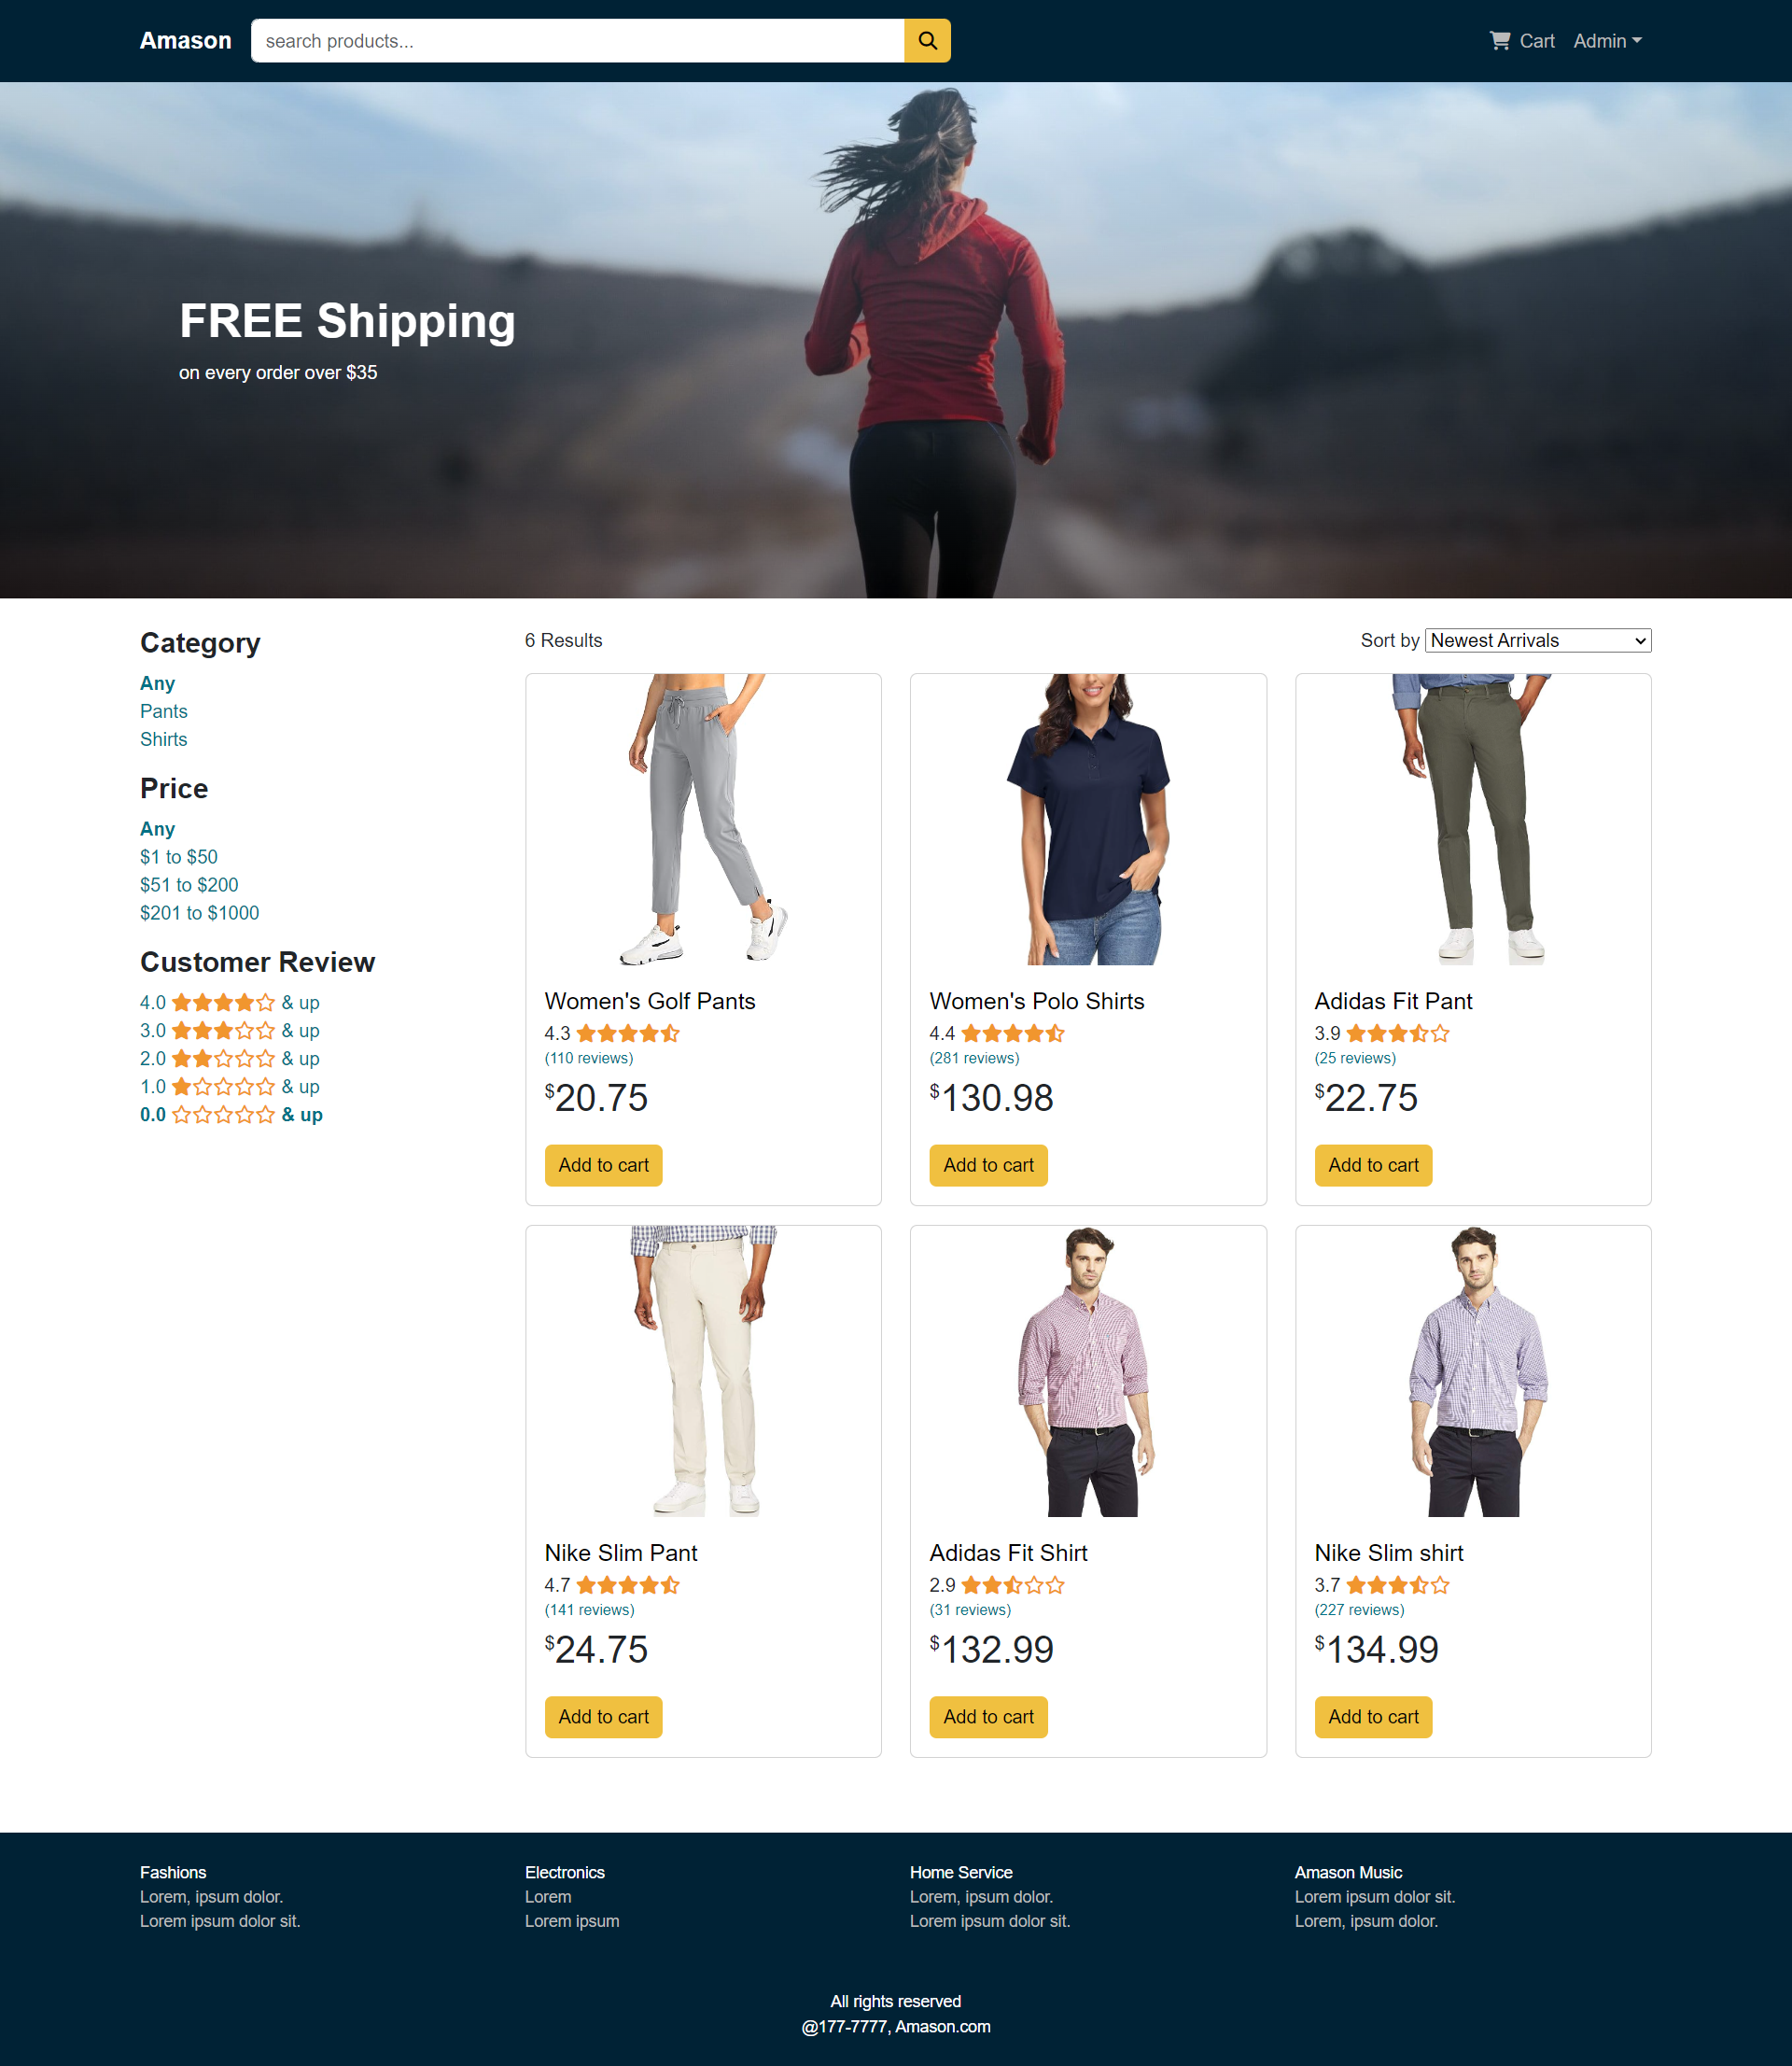 Amason
search products...
Cart
Admin
FREE Shipping
on every order over $35
Category
Any
Pants
Shirts
Price
Any
$1 to $50
$51 to $200
$201 to $1000
Customer Review
4.0 & up
3.0 & up
2.0 & up
1.0 & up
0.0 & up
6 Results
Sort by Newest Arrivals
Women's Golf Pants
4.3
(110 reviews)
$20.75
Add to cart
Women's Polo Shirts
4.4
(281 reviews)
$130.98
Add to cart
Adidas Fit Pant
3.9
(25 reviews)
$22.75
Add to cart
Nike Slim Pant
4.7
(141 reviews)
$24.75
Add to cart
Adidas Fit Shirt
2.9
(31 reviews)
$132.99
Add to cart
Nike Slim shirt
3.7
(227 reviews)
$134.99
Add to cart
Fashions
Lorem, ipsum dolor.
Lorem ipsum dolor sit.
Electronics
Lorem
Lorem ipsum
Home Service
Lorem, ipsum dolor.
Lorem ipsum dolor sit.
Amason Music
Lorem ipsum dolor sit.
Lorem, ipsum dolor.
All rights reserved
@177-7777, Amason.com